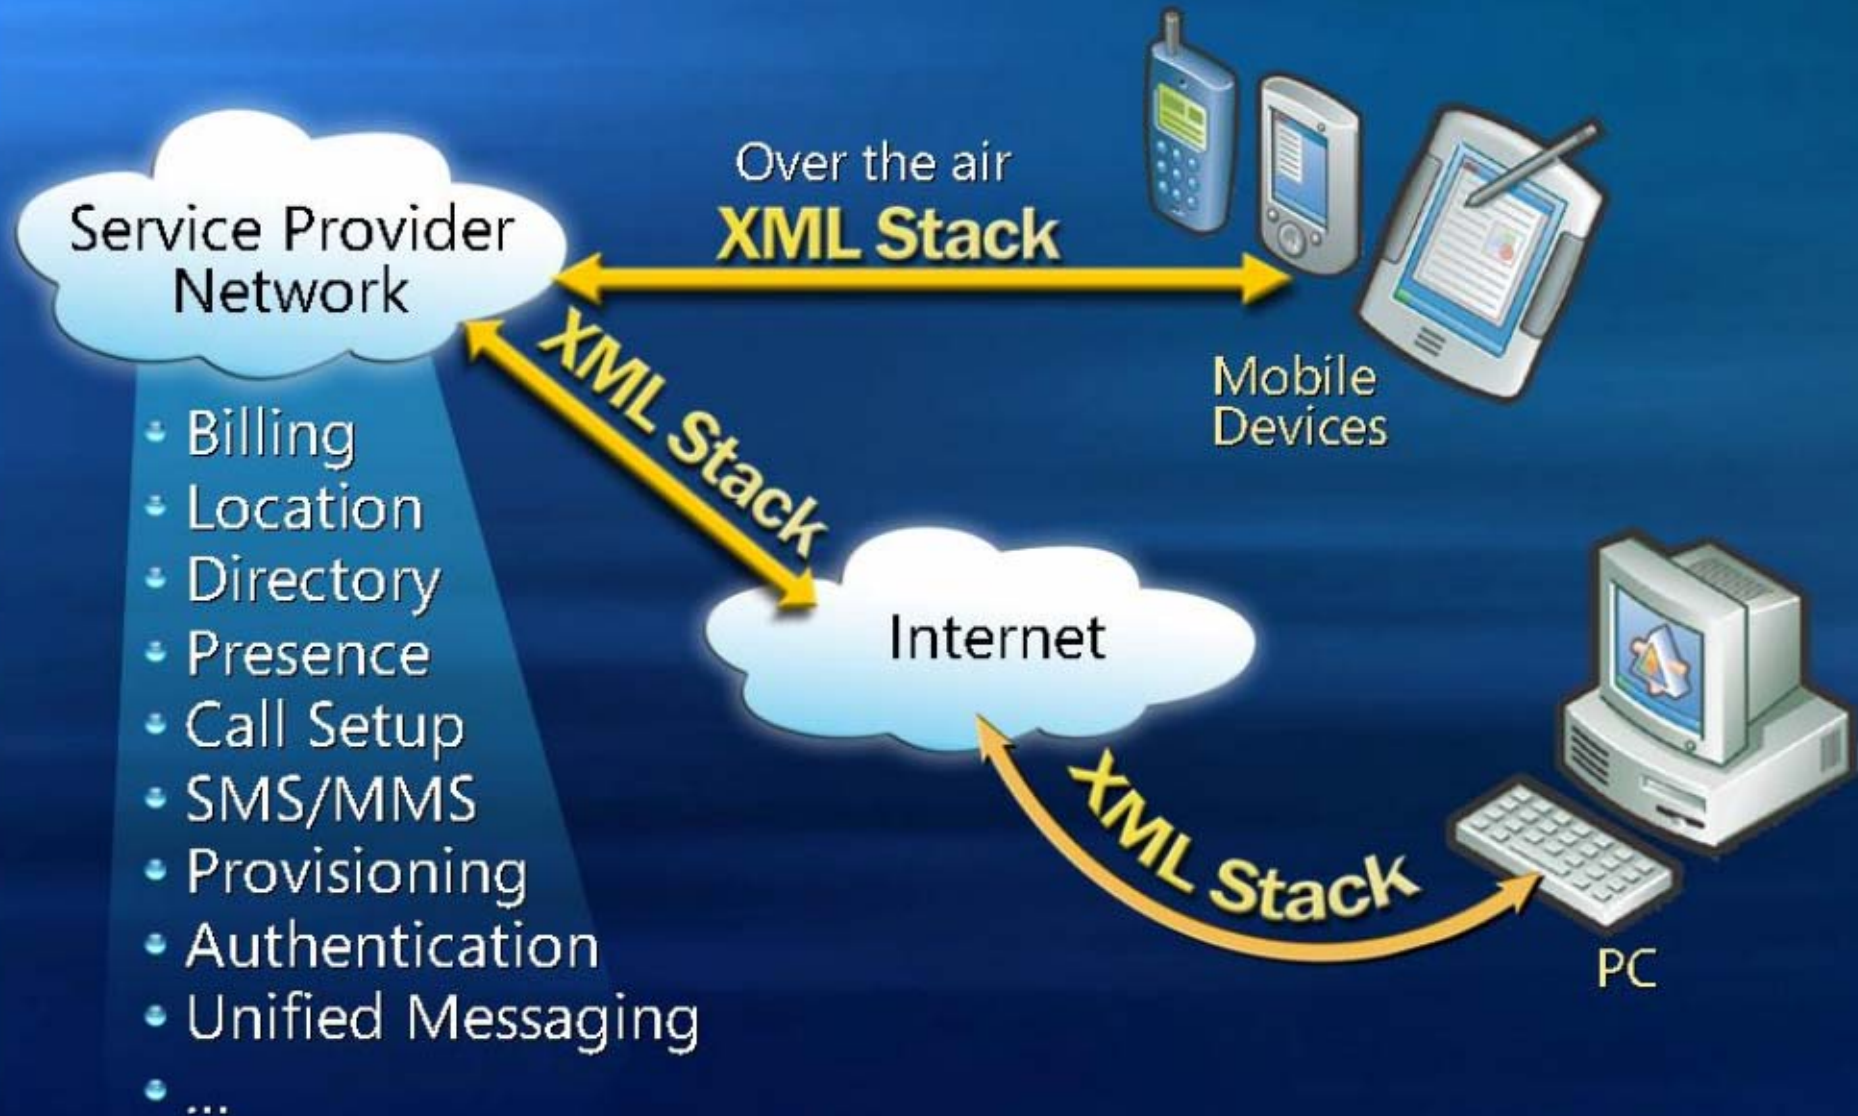 Service Provider
Network
Over the air
XML Stack
Mobile
Devices
XML Stack
• Billing
• Location
• Directory
• Presence
• Call Setup
• SMS/MMS
• Provisioning
• Authentication
• Unified Messaging
• ...
Internet
XML Stack
PC